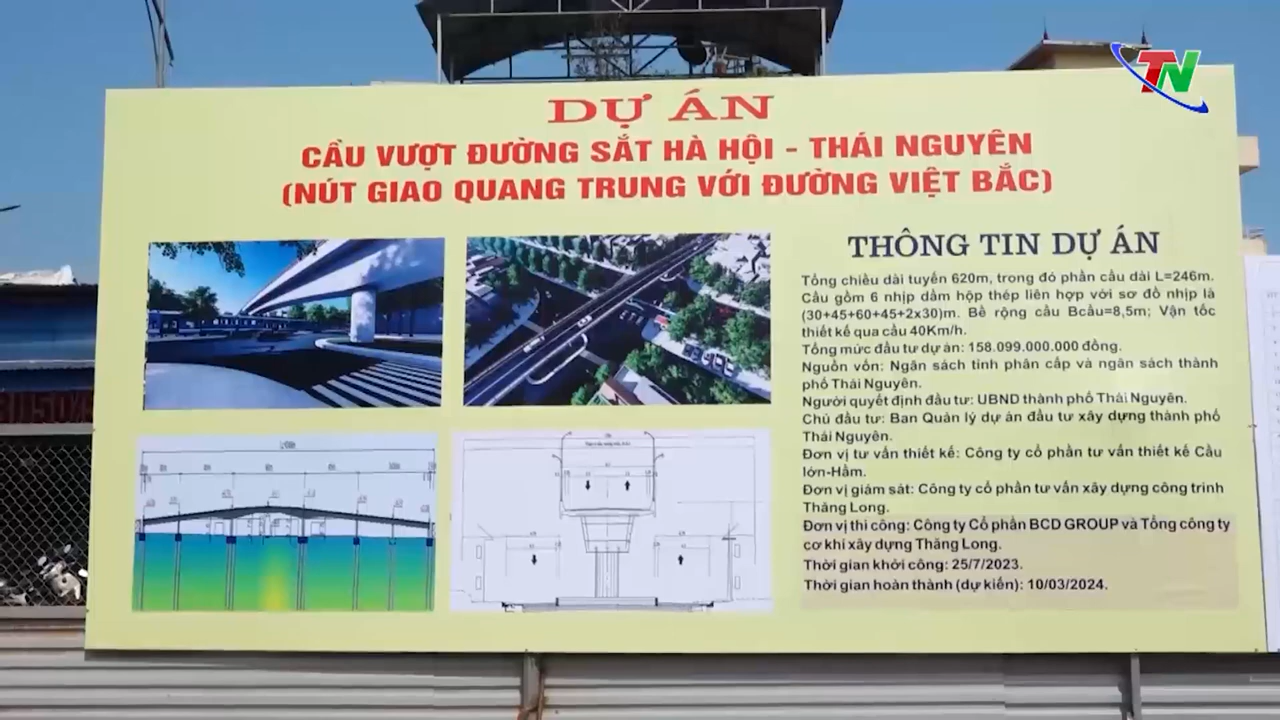 TN
DỰ ÁN
CẦU VƯỢT ĐƯỜNG SẮT HÀ HỘI - THÁI NGUYÊN
(NÚT GIAO QUANG TRUNG VỚI ĐƯỜNG VIỆT BẮC)
THÔNG TIN DỰ ÁN
Tổng chiều dài tuyến 620m, trong đó phần cầu dài L=246m.
Cầu gồm 6 nhịp dầm hộp thép liên hợp với sơ đồ nhịp là
(30+45+60+45+2x30)m. Bề rộng cầu Bcầu=8,5m; Vận tốc
thiết kế qua cầu 40Km/h.
Tổng mức đầu tư dự án: 158.099.000.000 đồng.
Nguồn vốn: Ngân sách tỉnh phân cấp và ngân sách thành
phố Thái Nguyên.
Người quyết định đầu tư: UBND thành phố Thái Nguyên.
Chủ đầu tư: Ban Quản lý dự án đầu tư xây dựng thành phố
Thái Nguyên.
Đơn vị tư vấn thiết kế: Công ty cổ phần tư vấn thiết kế Cầu
lớn-Hầm.
Đơn vị giám sát: Công ty cổ phần tư vấn xây dựng công trình
Thăng Long.
Đơn vị thi công: Công ty Cổ phần BCD GROUP và Tổng công ty
cơ khí xây dựng Thăng Long.
Thời gian khởi công: 25/7/2023.
Thời gian hoàn thành (dự kiến): 10/03/2024.